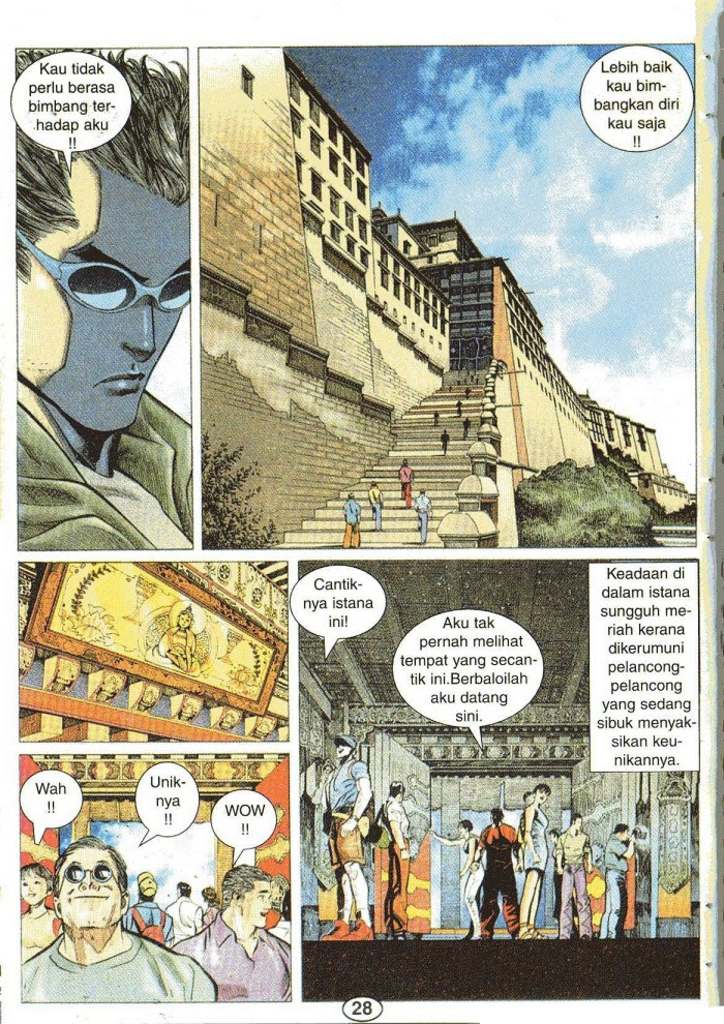 Kau tidak
perlu berasa
bimbang ter-
hadap aku
!!
Lebih baik
kau bim-
bangkan diri
kau saja
!!
Cantik-
nya istana
ini!
Aku tak
pernah melihat
tempat yang secan-
tik ini.Berbaloilah
aku datang
sini.
Keadaan di
dalam istana
sungguh me-
riah kerana
dikerumuni
pelancong-
pelancong
yang sedang
sibuk menyak-
sikan keu-
nikannya.
Wah
!!
Unik-
nya
!!
WOW
!!
28